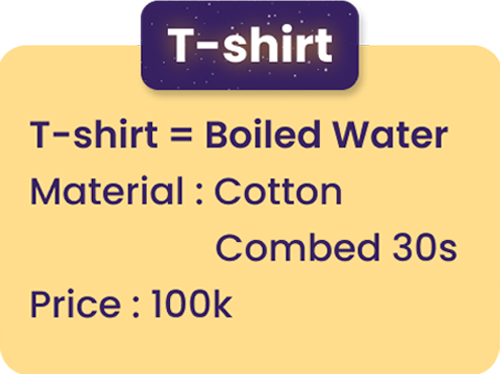 T-shirt
T-shirt = Boiled Water
Material : Cotton
Combed 30s
Price : 100k